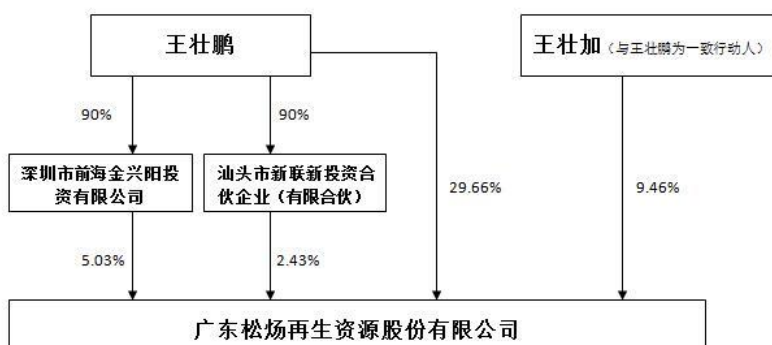 王壮鹏
王壮加（与王壮鹏为一致行动人）
90%
90%
深圳市前海金兴阳投
资有限公司
汕头市新联新投资合
伙企业（有限合伙）
29.66%
9.46%
5.03%
2.43%
广东松炀再生资源股份有限公司